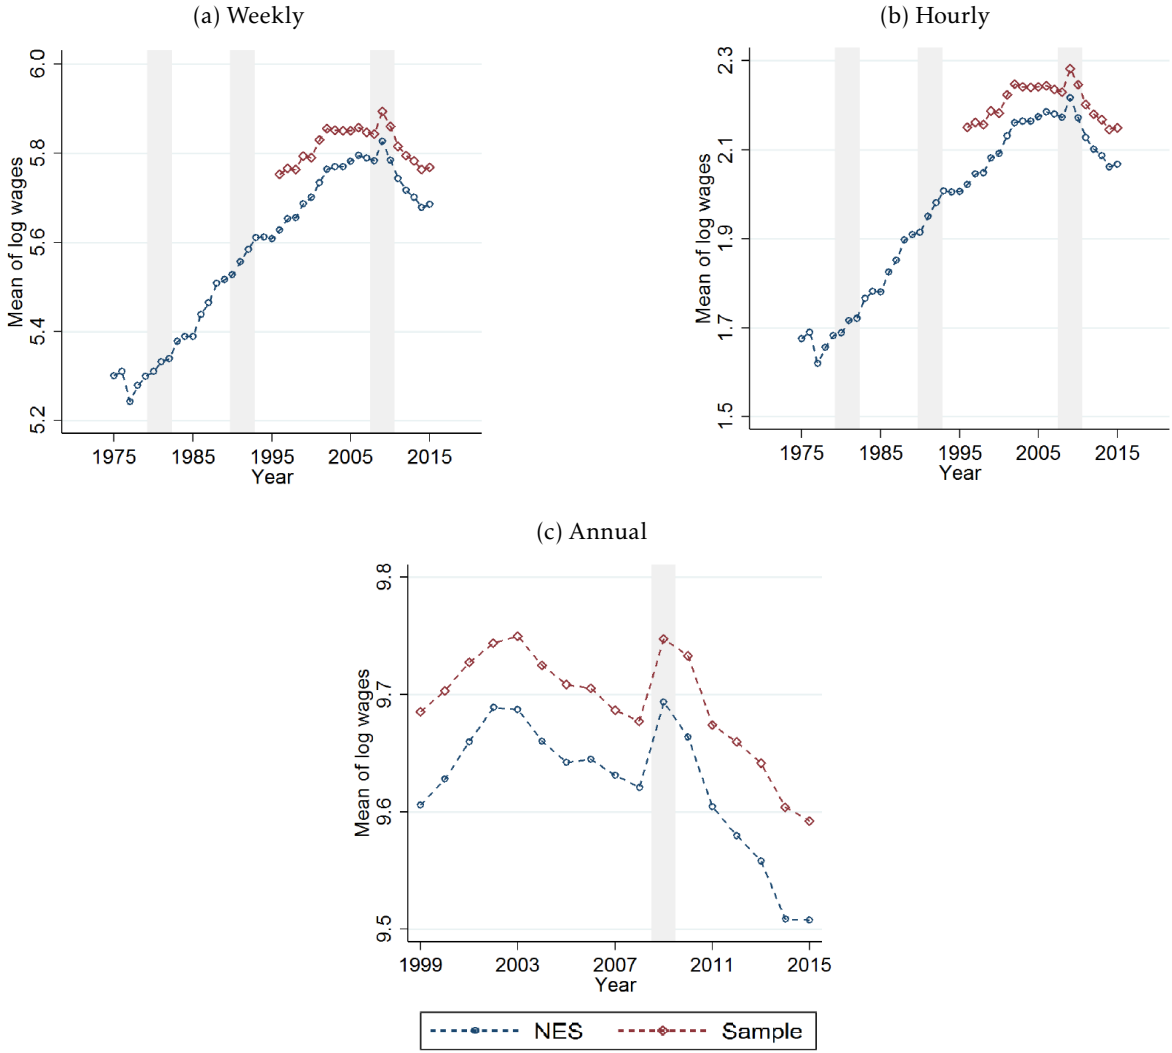 (a) Weekly
Mean of log wages
6.0
5.8
5.6
5.4
5.2
1975 1985 1995 2005 2015
Year
(b) Hourly
Mean of log wages
2.3
2.1
1.9
1.7
1.5
1975 1985 1995 2005 2015
Year
(c) Annual
Mean of log wages
9.8
9.7
9.6
9.5
1999 2003 2007 2011 2015
Year
NES Sample